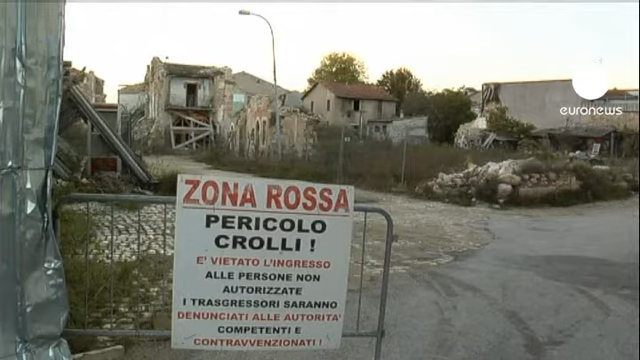 euronews
ZONA ROSSA
PERICOLO
CROLLI !
E' VIETATO L'INGRESSO
ALLE PERSONE NON
AUTORIZZATE
I TRASGRESSORI SARANNO
DENUNCIATI ALLE AUTORITA'
COMPETENTI E
CONTRAVVENZIONATI !